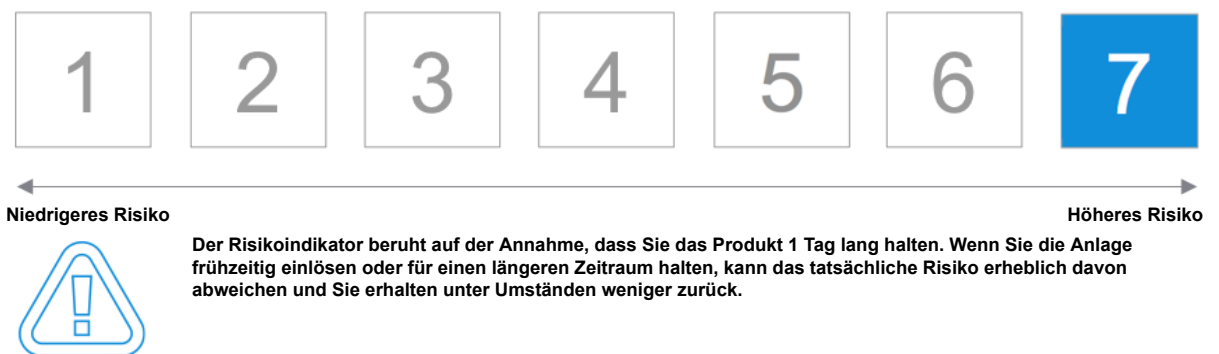 1 2 3 4 5 6 7
Niedrigeres Risiko Höheres Risiko
Der Risikoindikator beruht auf der Annahme, dass Sie das Produkt 1 Tag lang halten. Wenn Sie die Anlage
frühzeitig einlösen oder für einen längeren Zeitraum halten, kann das tatsächliche Risiko erheblich davon
abweichen und Sie erhalten unter Umständen weniger zurück.